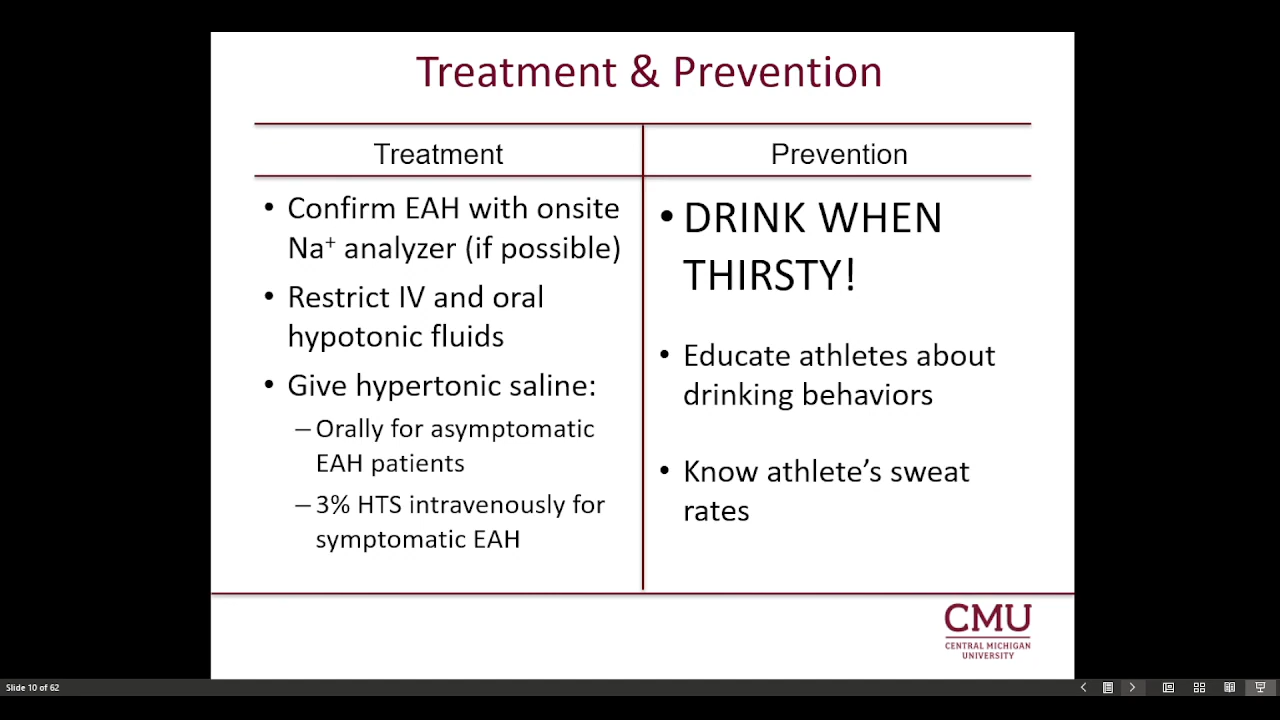 Treatment & Prevention
Treatment
Prevention
• Confirm EAH with onsite
Na⁺ analyzer (if possible)
• Restrict IV and oral
hypotonic fluids
• Give hypertonic saline:
– Orally for asymptomatic
EAH patients
– 3% HTS intravenously for
symptomatic EAH
• DRINK WHEN
THIRSTY!
• Educate athletes about
drinking behaviors
• Know athlete’s sweat
rates
CMU
CENTRAL MICHIGAN
UNIVERSITY
Slide 10 of 62